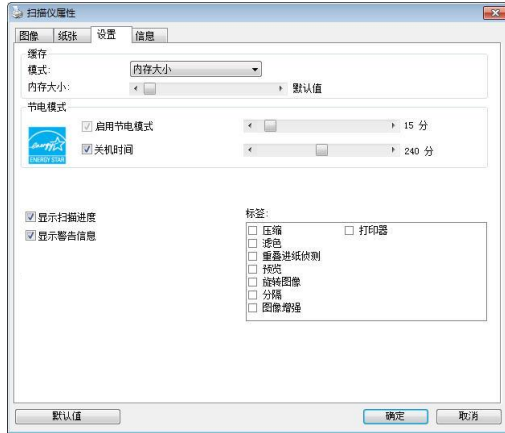 扫描仪属性
图像 纸张 设置 信息
缓存
模式: 内存大小
内存大小: 默认值
节电模式
启用节电模式 15 分
关机时间 240 分
energy
ENERGY STAR
显示扫描进度
显示警告信息
标签:
压缩 打印器
滤色
重叠进纸侦测
预览
旋转图像
分隔
图像增强
默认值 确定 取消